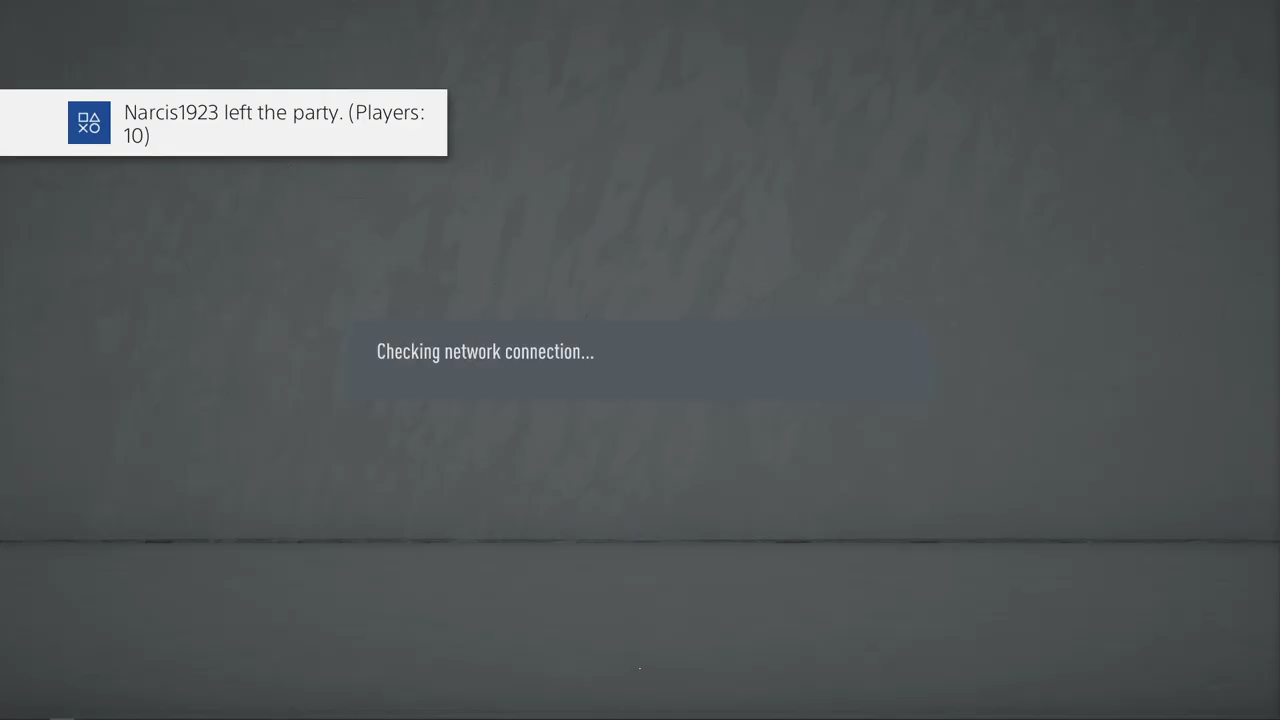 Narcis1923 left the party. (Players:
10)
Checking network connection...